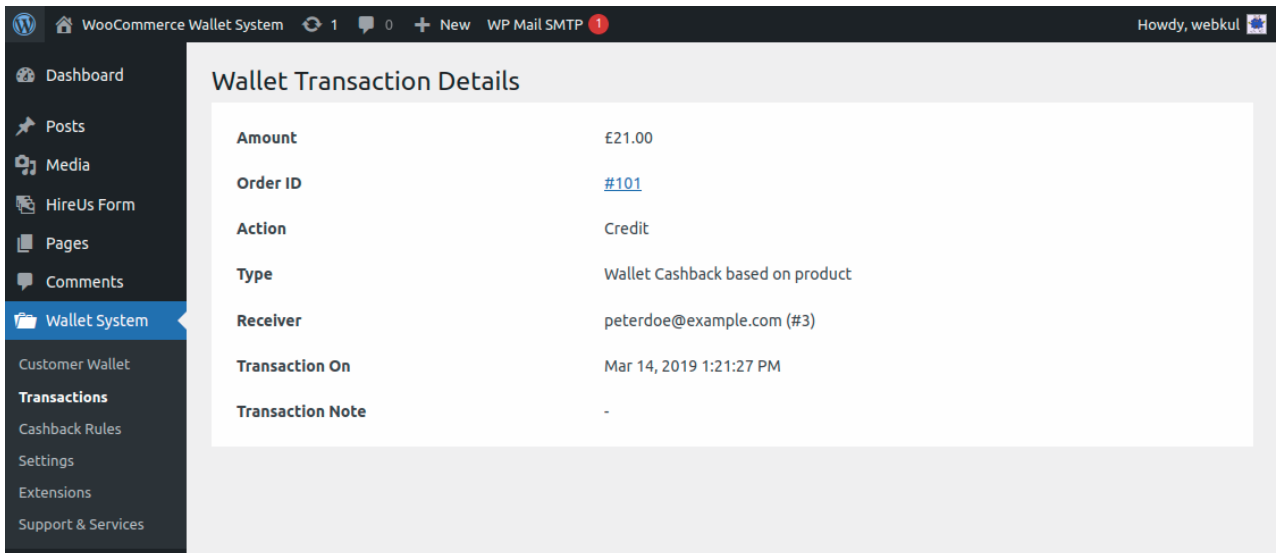 WooCommerce Wallet System 1 0 New WP Mail SMTP 1 Howdy, webkul
Dashboard
Posts
Media
HireUs Form
Pages
Comments
Wallet System
Customer Wallet
Transactions
Cashback Rules
Settings
Extensions
Support & Services
Wallet Transaction Details
Amount £21.00
Order ID #101
Action Credit
Type Wallet Cashback based on product
Receiver peterdoe@example.com (#3)
Transaction On Mar 14, 2019 1:21:27 PM
Transaction Note -